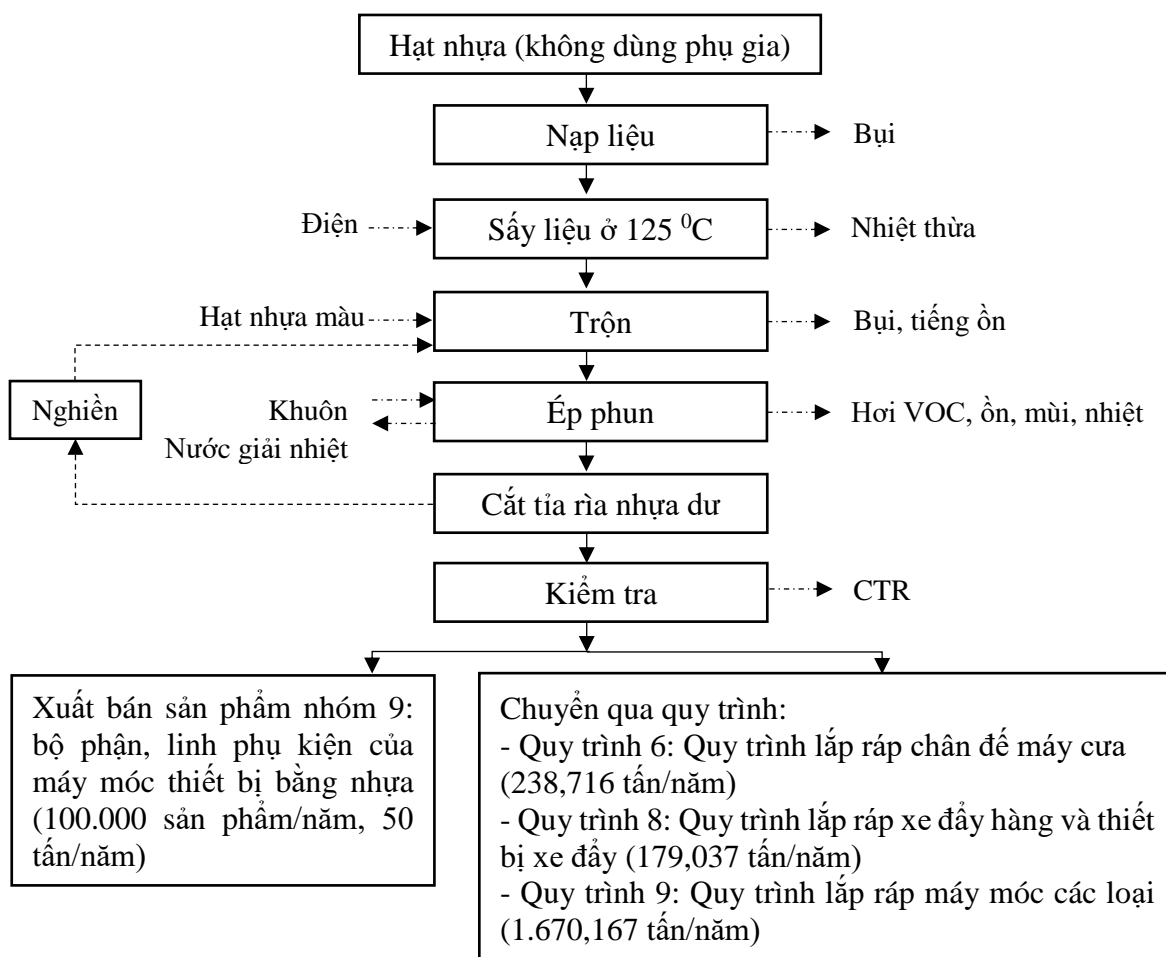 Hạt nhựa (không dùng phụ gia)
Nạp liệu
Bụi
Điện
Sấy liệu ở 125 ⁰C
Nhiệt thừa
Hạt nhựa màu
Trộn
Bụi, tiếng ồn
Nghiền
Khuôn
Nước giải nhiệt
Ép phun
Hơi VOC, ồn, mùi, nhiệt
Cắt tỉa rìa nhựa dư
Kiểm tra
CTR
Xuất bán sản phẩm nhóm 9:
bộ phận, linh phụ kiện của
máy móc thiết bị bằng nhựa
(100.000 sản phẩm/năm, 50
tấn/năm)
Chuyển qua quy trình:
- Quy trình 6: Quy trình lắp ráp chân đế máy cưa
(238,716 tấn/năm)
- Quy trình 8: Quy trình lắp ráp xe đẩy hàng và thiết
bị xe đẩy (179,037 tấn/năm)
- Quy trình 9: Quy trình lắp ráp máy móc các loại
(1.670,167 tấn/năm)